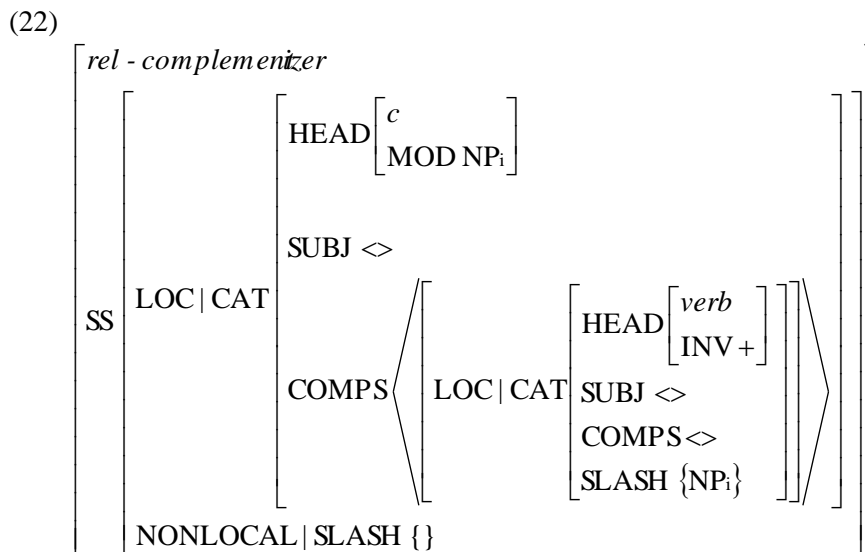 (22)
rel - complementizer
HEAD
c
MOD NPi
SUBJ <>
LOC | CAT
SS
HEAD
verb
INV +
COMPS
LOC | CAT
SUBJ <>
COMPS <>
SLASH {NPi}
NONLOCAL | SLASH {}